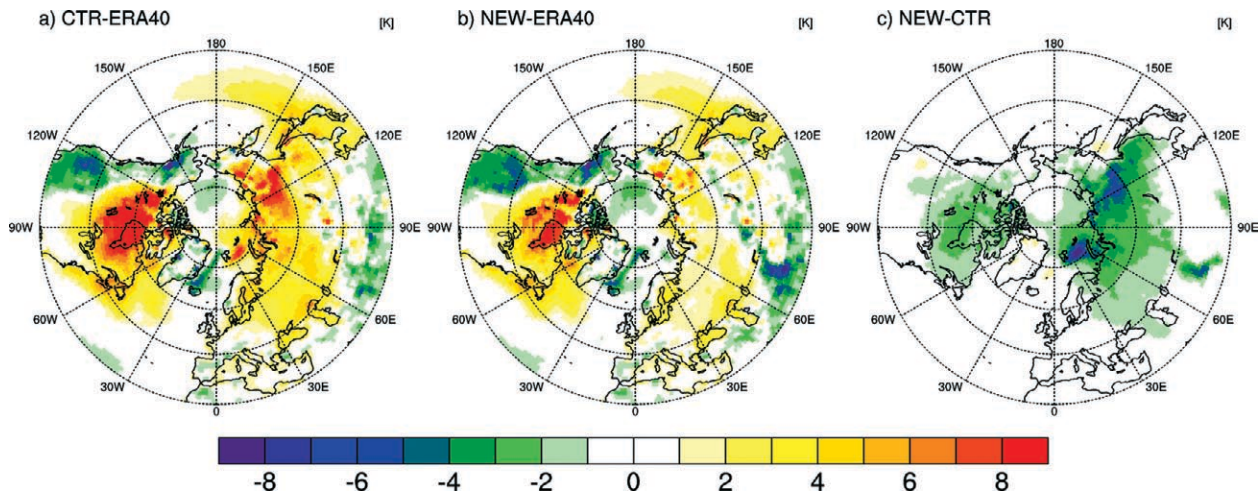 a) CTR-ERA40 [K]
180
150W 150E
120W 120E
90W 90E
60W 60E
30W 30E
0
b) NEW-ERA40 [K]
180
150W 150E
120W 120E
90W 90E
60W 60E
30W 30E
0
c) NEW-CTR [K]
180
150W 150E
120W 120E
90W 90E
60W 60E
30W 30E
0
-8 -6 -4 -2 0 2 4 6 8